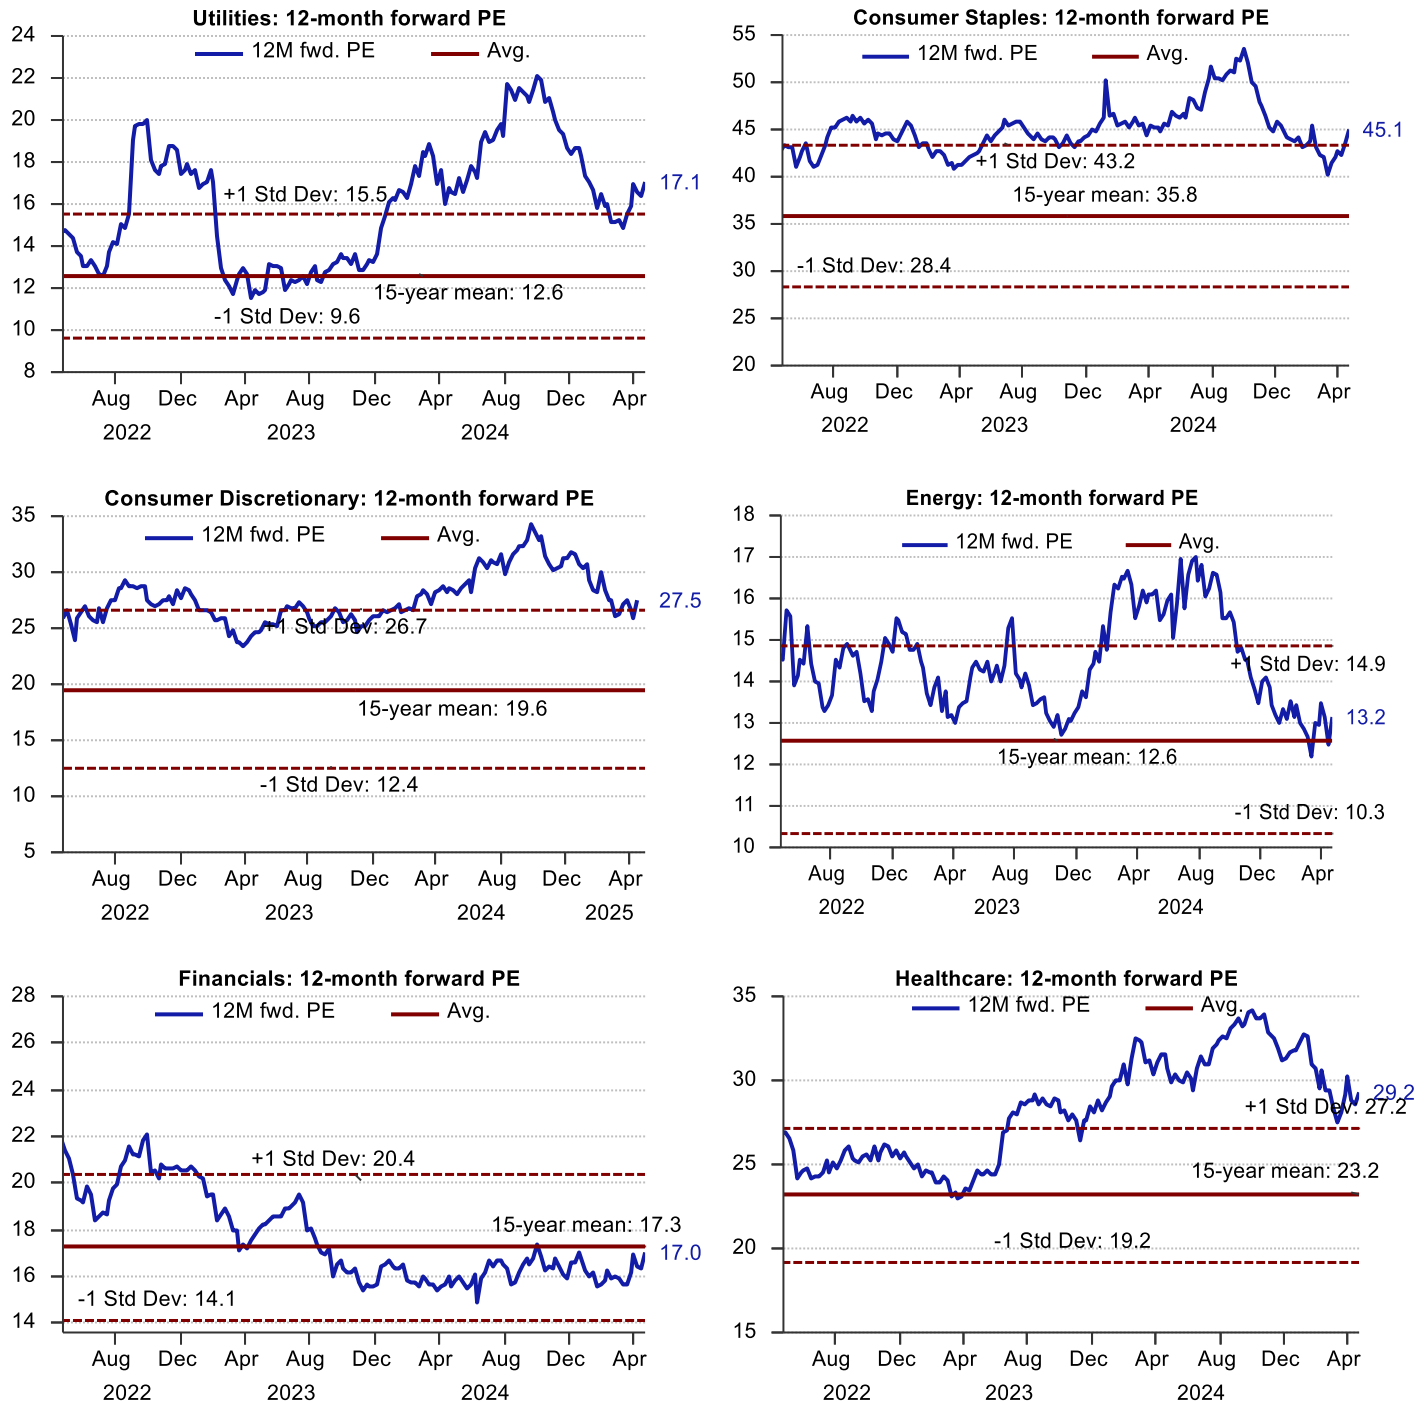 Utilities: 12-month forward PE
12M fwd. PE
Avg.
24
22
20
18
16
14
12
10
8
+1 Std Dev: 15.5
15-year mean: 12.6
-1 Std Dev: 9.6
17.1
Aug Dec Apr Aug Dec Apr Aug Dec Apr
2022 2023 2024
Consumer Staples: 12-month forward PE
12M fwd. PE
Avg.
55
50
45
40
35
30
25
20
45.1
+1 Std Dev: 43.2
15-year mean: 35.8
-1 Std Dev: 28.4
Aug Dec Apr Aug Dec Apr Aug Dec Apr
2022 2023 2024
Consumer Discretionary: 12-month forward PE
12M fwd. PE
Avg.
35
30
25
20
15
10
5
27.5
+1 Std Dev: 26.7
15-year mean: 19.6
-1 Std Dev: 12.4
Aug Dec Apr Aug Dec Apr Aug Dec Apr
2022 2023 2024 2025
Energy: 12-month forward PE
12M fwd. PE
Avg.
18
17
16
15
14
13
12
11
10
+1 Std Dev: 14.9
13.2
15-year mean: 12.6
-1 Std Dev: 10.3
Aug Dec Apr Aug Dec Apr Aug Dec Apr
2022 2023 2024
Financials: 12-month forward PE
12M fwd. PE
Avg.
28
26
24
22
20
18
16
14
+1 Std Dev: 20.4
15-year mean: 17.3
17.0
-1 Std Dev: 14.1
Aug Dec Apr Aug Dec Apr Aug Dec Apr
2022 2023 2024
Healthcare: 12-month forward PE
12M fwd. PE
Avg.
35
30
25
20
15
29.2
+1 Std Dev: 27.2
15-year mean: 23.2
-1 Std Dev: 19.2
Aug Dec Apr Aug Dec Apr Aug Dec Apr
2022 2023 2024